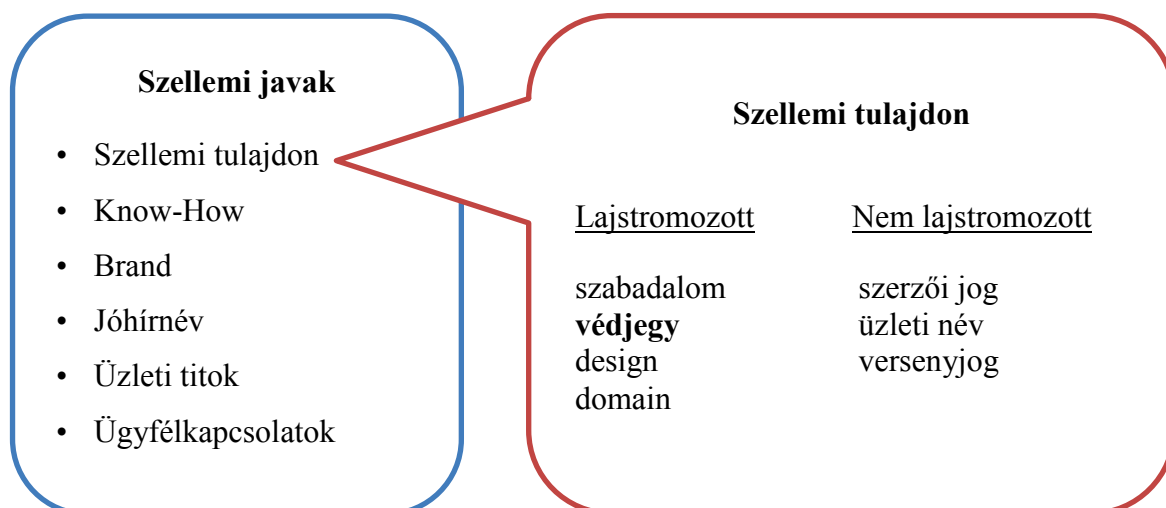 Szellemi javak
• Szellemi tulajdon
• Know-How
• Brand
• Jóhírnév
• Üzleti titok
• Ügyfélkapcsolatok
Szellemi tulajdon
Lajstromozott Nem lajstromozott
szabadalom szerzői jog
védjegy üzleti név
design versenyjog
domain